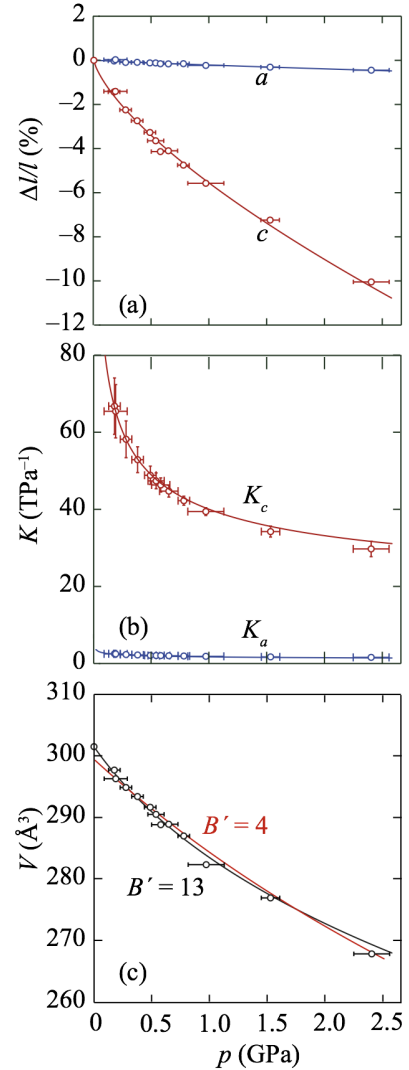 2
0
−2
−4
−6
−8
−10
−12
Δl/l (%)
a
c
(a)
80
60
40
20
0
K (TPa⁻¹)
K_c
K_a
(b)
310
300
290
280
270
260
V (Å³)
B′ = 4
B′ = 13
(c)
0 0.5 1.0 1.5 2.0 2.5
p (GPa)